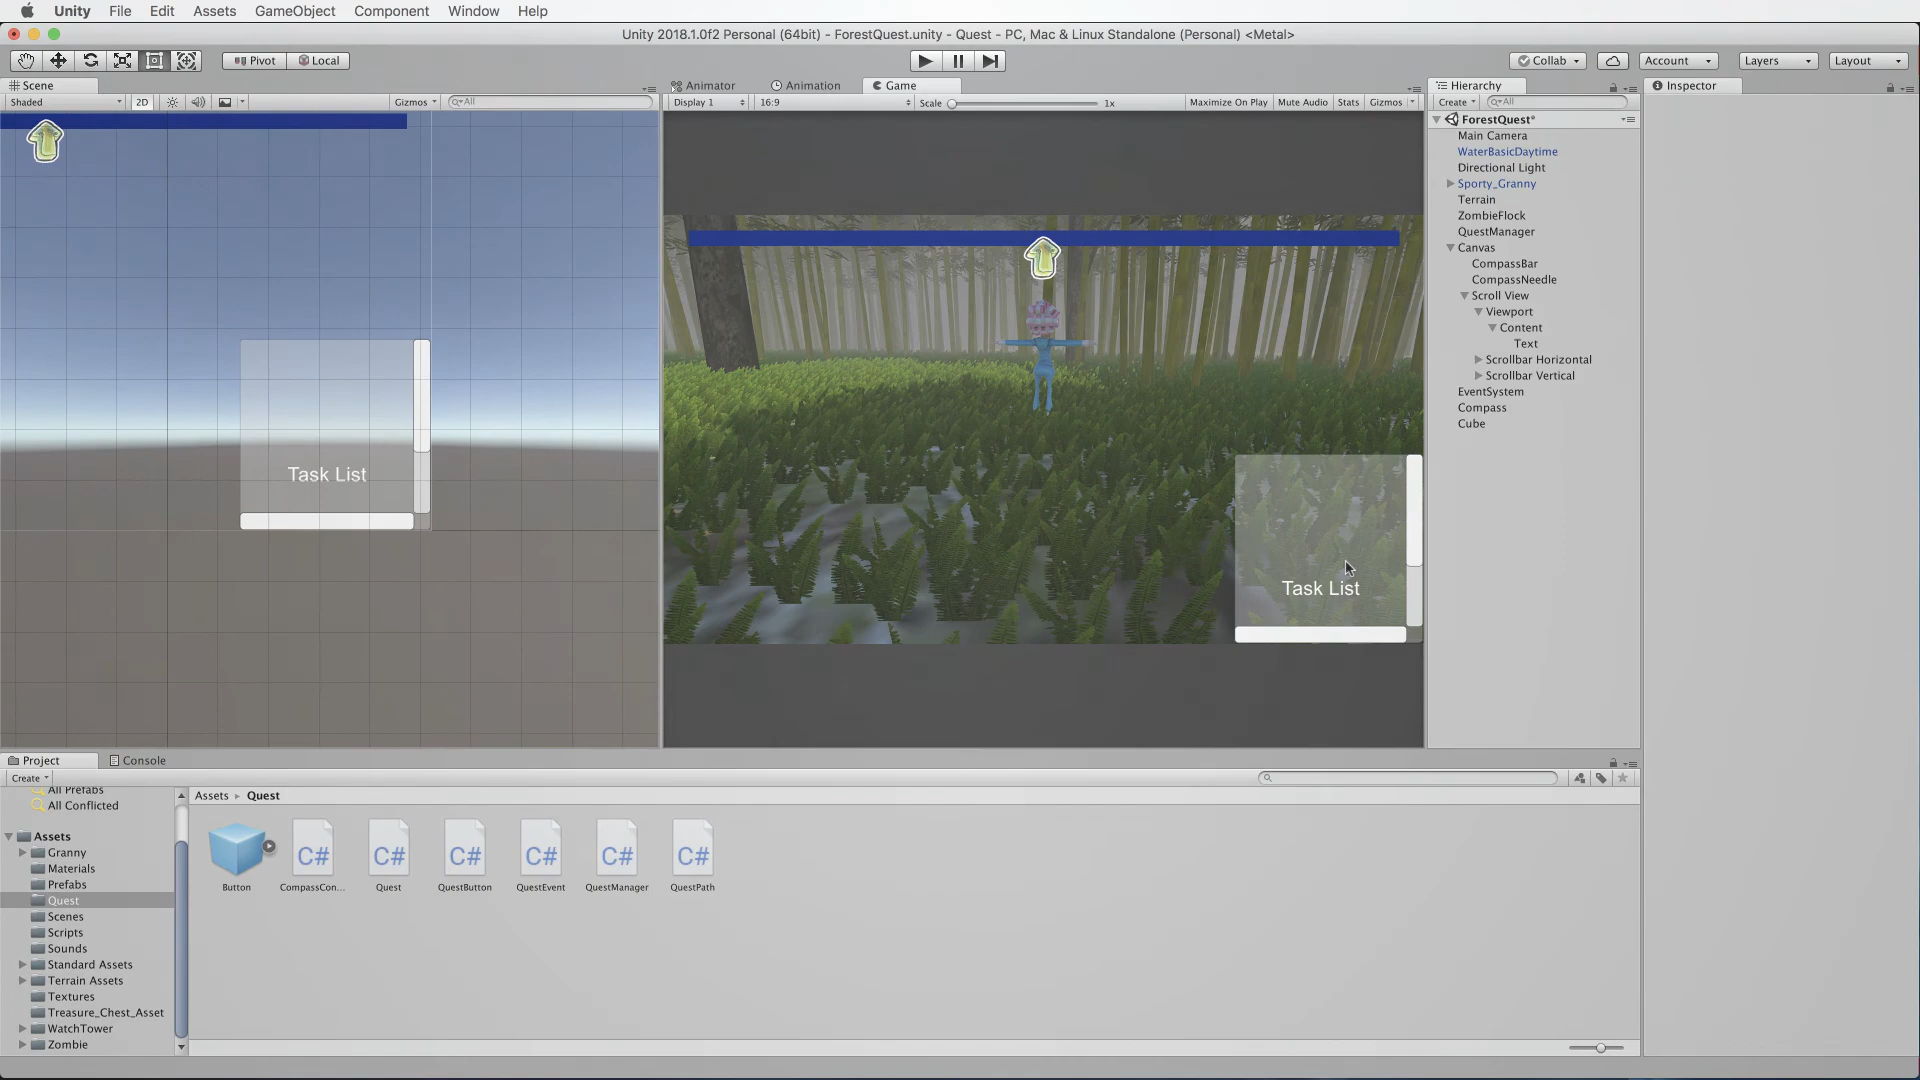 Unity File Edit Assets GameObject Component Window Help
Unity 2018.1.0f2 Personal (64bit) - ForestQuest.unity - Quest - PC, Mac & Linux Standalone (Personal) <Metal>
Pivot Local Collab Account Layers Layout
Scene Animator Animation Game Hierarchy Inspector
Shaded 2D Gizmos All Display 1 16:9 Scale 1x Maximize On Play Mute Audio Stats Gizmos Create All
ForestQuest*
Main Camera
WaterBasicDaytime
Directional Light
Sporty_Granny
Terrain
ZombieFlock
QuestManager
Canvas
CompassBar
CompassNeedle
Scroll View
Viewport
Content
Text
Scrollbar Horizontal
Scrollbar Vertical
EventSystem
Compass
Cube
Task List
Task List
Project Console
Create
All Prefabs
All Conflicted
Assets
Granny
Materials
Prefabs
Quest
Scenes
Scripts
Sounds
Standard Assets
Terrain Assets
Textures
Treasure_Chest_Asset
WatchTower
Zombie
Assets Quest
C# C# C# C# C# C#
Button CompassCon... Quest QuestButton QuestEvent QuestManager QuestPath